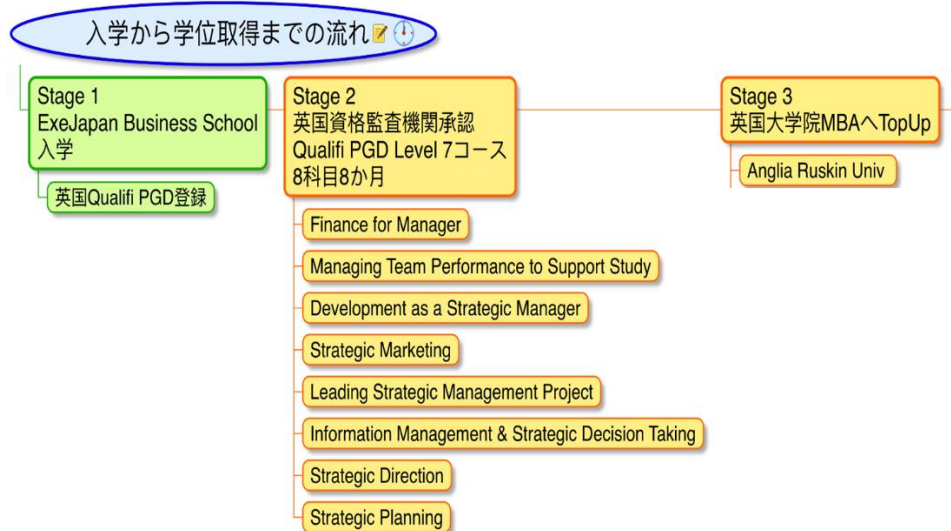 入学から学位取得までの流れ📝🕛
Stage 1
ExeJapan Business School
入学
英国Qualifi PGD登録
Stage 2
英国資格監査機関承認
Qualifi PGD Level 7コース
8科目8か月
Finance for Manager
Managing Team Performance to Support Study
Development as a Strategic Manager
Strategic Marketing
Leading Strategic Management Project
Information Management & Strategic Decision Taking
Strategic Direction
Strategic Planning
Stage 3
英国大学院MBAへTopUp
Anglia Ruskin Univ